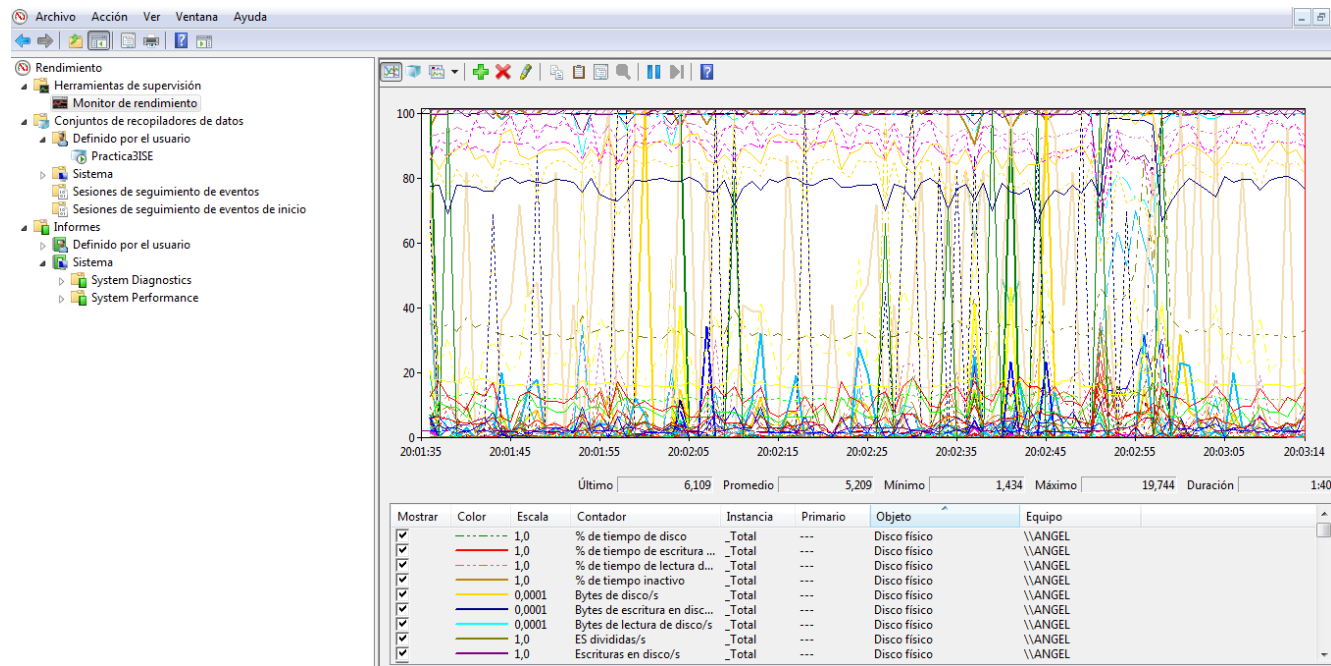 Archivo Acción Ver Ventana Ayuda
Rendimiento
Herramientas de supervisión
Monitor de rendimiento
Conjuntos de recopiladores de datos
Definido por el usuario
Practica3ISE
Sistema
Sesiones de seguimiento de eventos
Sesiones de seguimiento de eventos de inicio
Informes
Definido por el usuario
Sistema
System Diagnostics
System Performance
100
80
60
40
20
0
20:01:35 20:01:45 20:01:55 20:02:05 20:02:15 20:02:25 20:02:35 20:02:45 20:02:55 20:03:05 20:03:14
Último 6,109 Promedio 5,209 Mínimo 1,434 Máximo 19,744 Duración 1:40
Mostrar Color Escala Contador Instancia Primario Objeto Equipo
1,0 % de tiempo de disco _Total --- Disco físico \\ANGEL
1,0 % de tiempo de escritura ... _Total --- Disco físico \\ANGEL
1,0 % de tiempo de lectura d... _Total --- Disco físico \\ANGEL
1,0 % de tiempo inactivo _Total --- Disco físico \\ANGEL
0,0001 Bytes de disco/s _Total --- Disco físico \\ANGEL
0,0001 Bytes de escritura en disc... _Total --- Disco físico \\ANGEL
0,0001 Bytes de lectura de disco/s _Total --- Disco físico \\ANGEL
1,0 ES divididas/s _Total --- Disco físico \\ANGEL
1,0 Escrituras en disco/s _Total --- Disco físico \\ANGEL